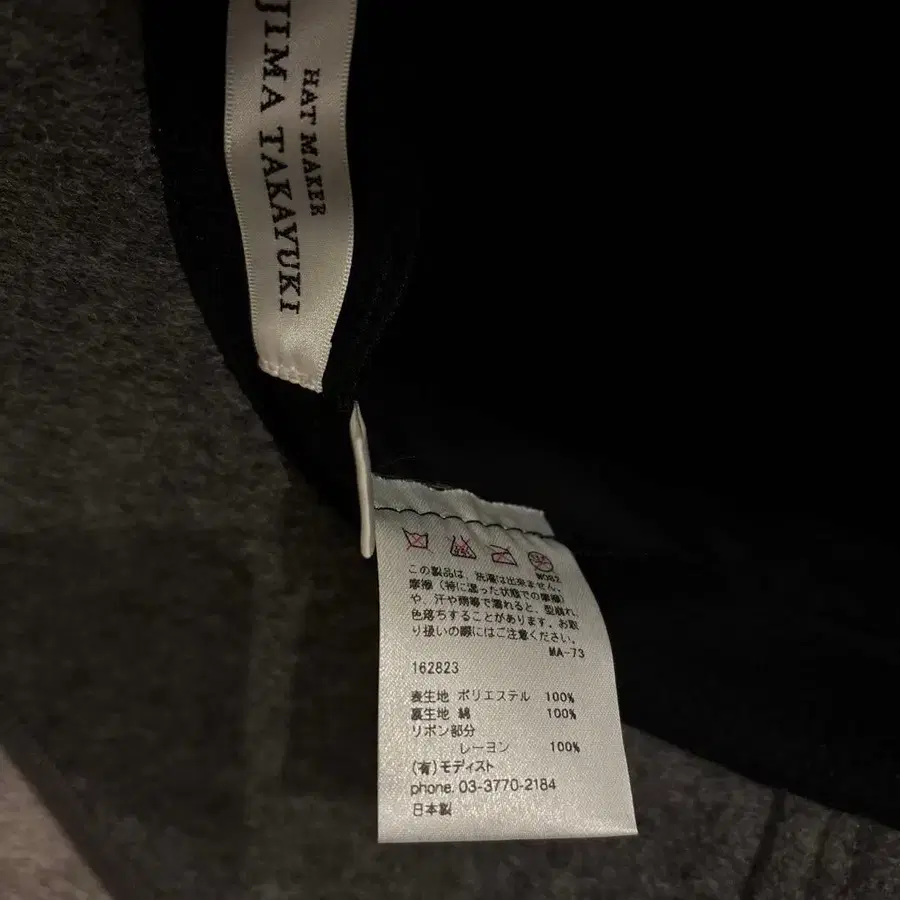 HAT MAKER
JIMA TAKAYUKI
W082
この製品は、洗濯は出来ません。
摩擦(特に湿った状態での摩擦)
や、汗や雨等で濡れると、型崩れ、
色落ちすることがあります。お取
り扱いの際にはご注意ください。
MA-73
162823
表生地 ポリエステル 100%
裏生地 綿 100%
リボン部分
レーヨン 100%
(有)モディスト
phone. 03-3770-2184
日本製